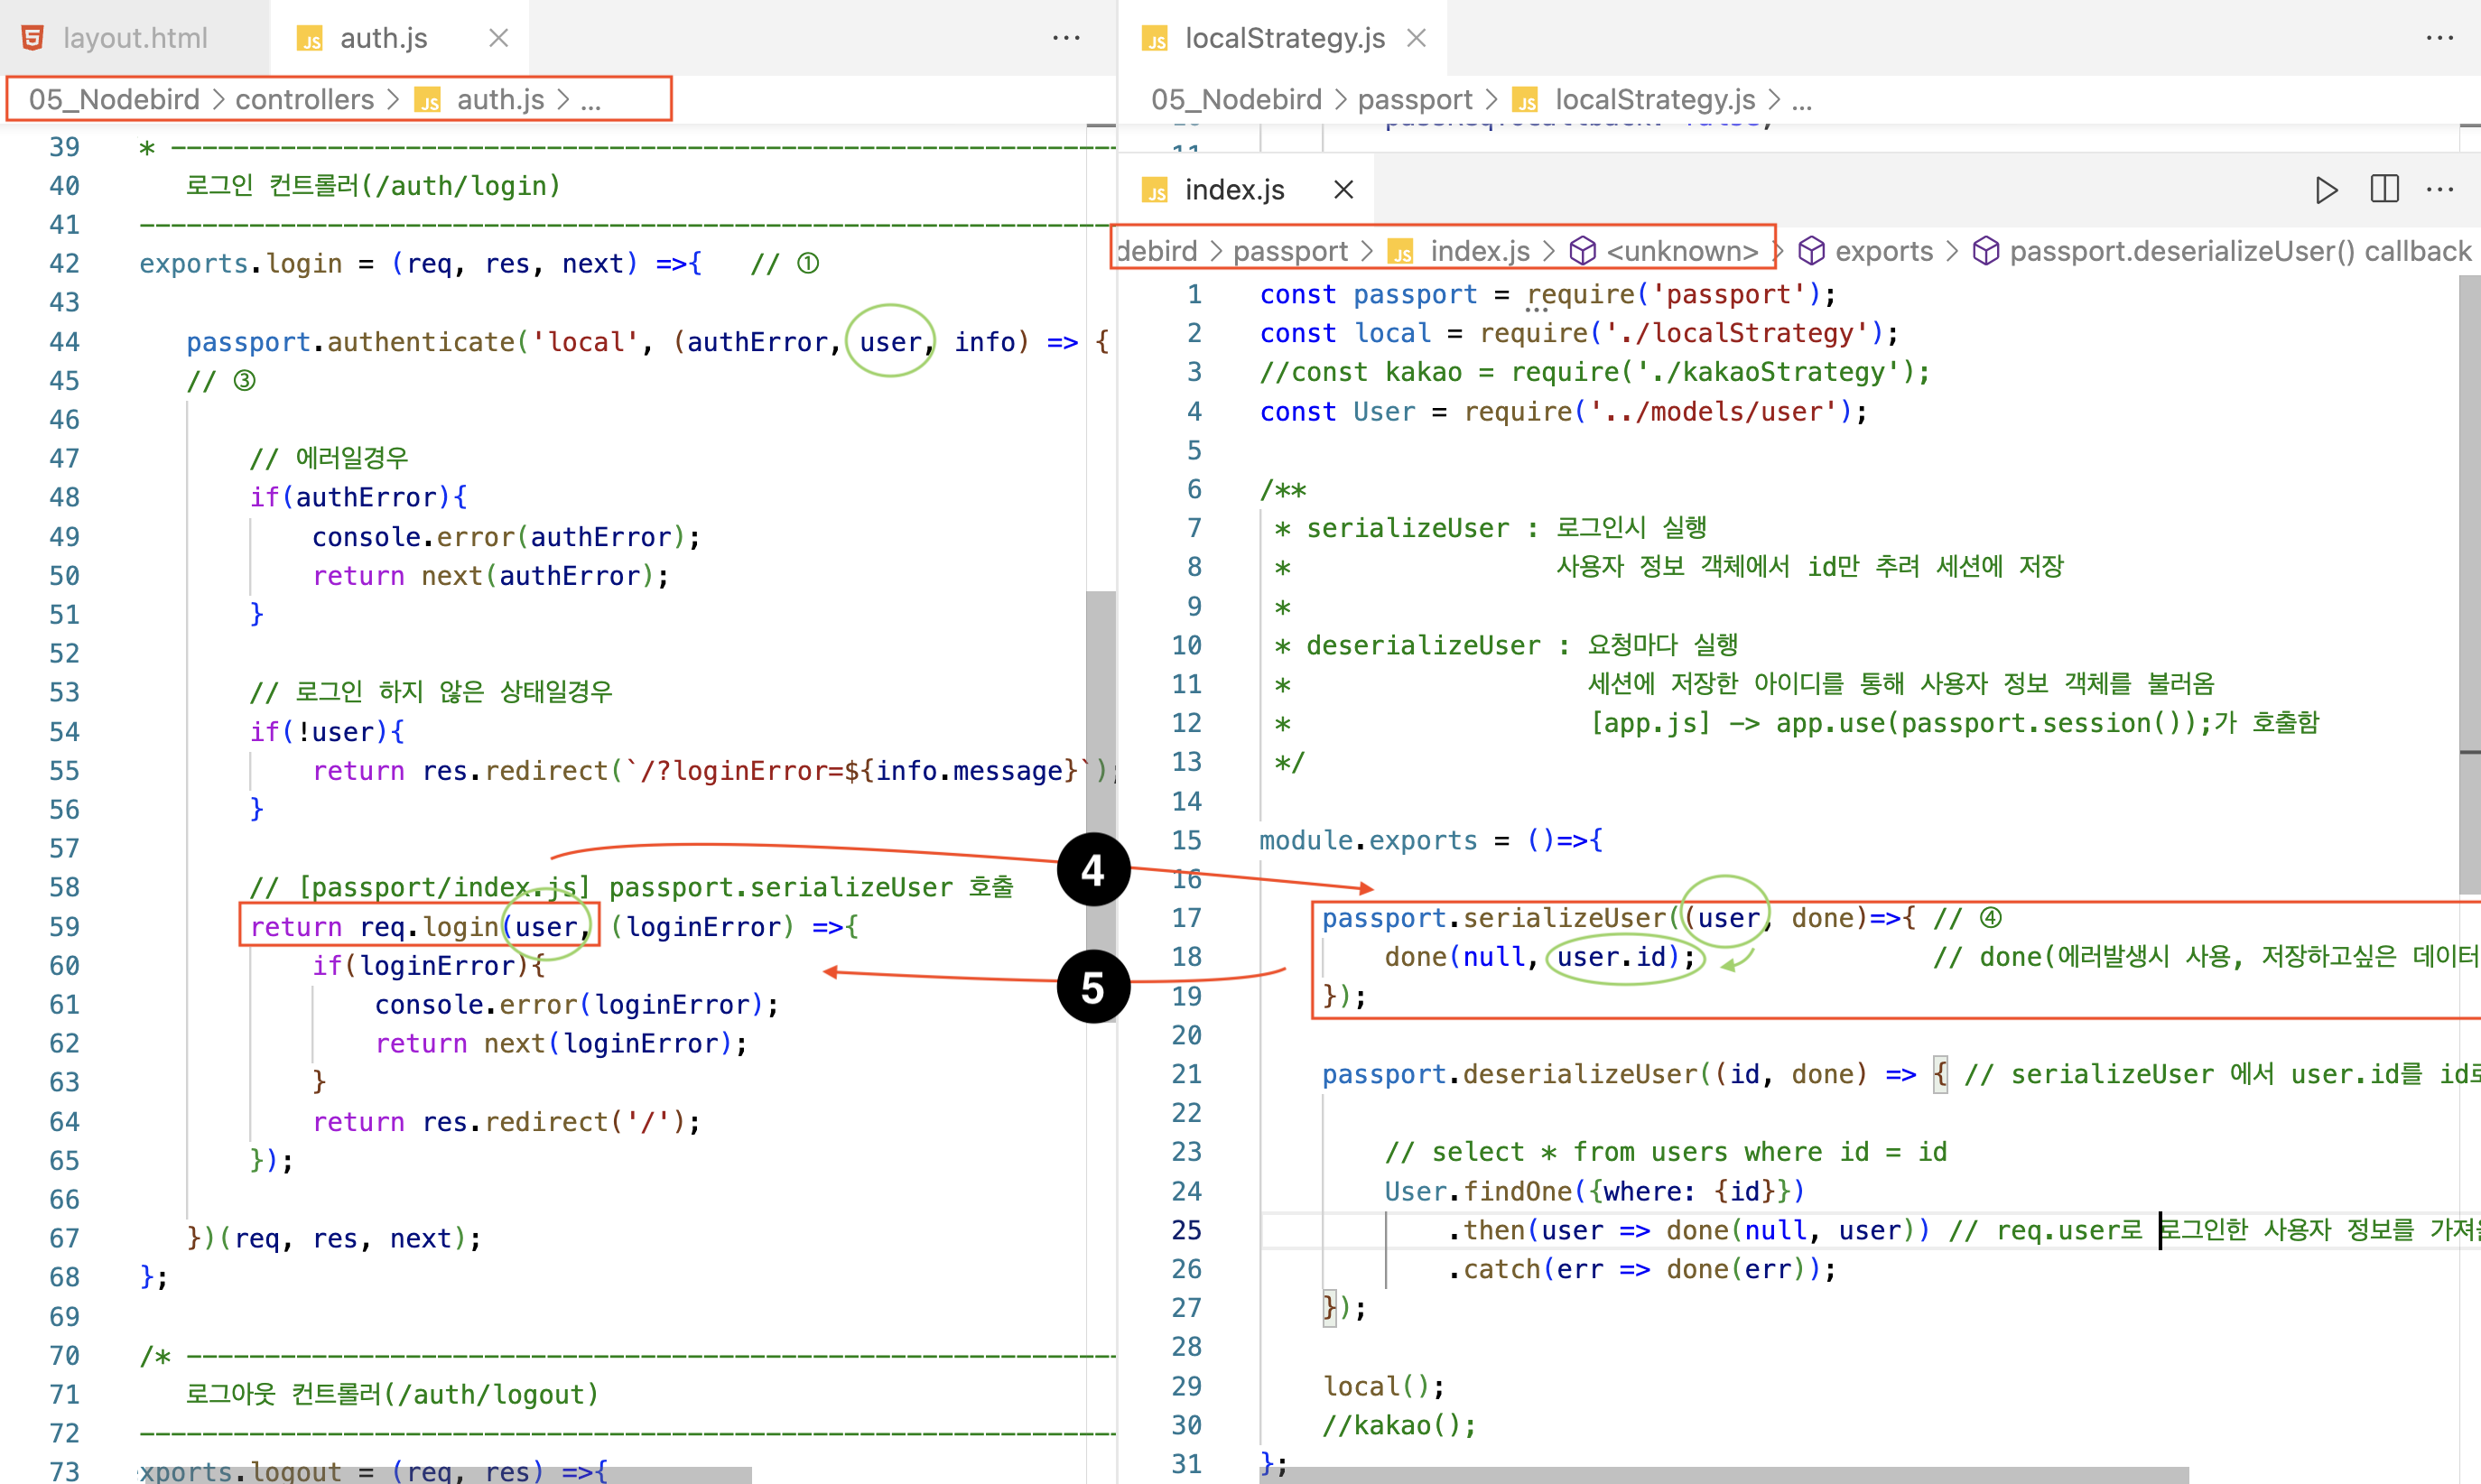 layout.html
auth.js
05_Nodebird > controllers > JS auth.js > ...
39 * -----------------------------------------------------------
40 로그인 컨트롤러(/auth/login)
41 -----------------------------------------------------------
42 exports.login = (req, res, next) =>{ // ①
43
44 passport.authenticate('local', (authError, user, info) => {
45 // ③
46
47 // 에러일경우
48 if(authError){
49 console.error(authError);
50 return next(authError);
51 }
52
53 // 로그인 하지 않은 상태일경우
54 if(!user){
55 return res.redirect(`/?loginError=${info.message}`);
56 }
57
58 // [passport/index.js] passport.serializeUser 호출
59 return req.login(user, (loginError) =>{
60 if(loginError){
61 console.error(loginError);
62 return next(loginError);
63 }
64 return res.redirect('/');
65 });
66
67 })(req, res, next);
68 };
69
70 /* -----------------------------------------------------------
71 로그아웃 컨트롤러(/auth/logout)
72 -----------------------------------------------------------
73 xports.logout = (req, res) =>{
4
5
JS localStrategy.js
05_Nodebird > passport > JS localStrategy.js > ...
11
JS index.js
debird > passport > JS index.js > <unknown> > exports > passport.deserializeUser() callback
1 const passport = require('passport');
2 const local = require('./localStrategy');
3 //const kakao = require('./kakaoStrategy');
4 const User = require('../models/user');
5
6 /**
7 * serializeUser : 로그인시 실행
8 * 사용자 정보 객체에서 id만 추려 세션에 저장
9 *
10 * deserializeUser : 요청마다 실행
11 * 세션에 저장한 아이디를 통해 사용자 정보 객체를 불러옴
12 * [app.js] -> app.use(passport.session());가 호출함
13 */
14
15 module.exports = ()=>{
16
17 passport.serializeUser((user, done)=>{ // ④
18 done(null, user.id); // done(에러발생시 사용, 저장하고싶은 데이터
19 });
20
21 passport.deserializeUser((id, done) => { // serializeUser 에서 user.id를 id로
22
23 // select * from users where id = id
24 User.findOne({where: {id}})
25 .then(user => done(null, user)) // req.user로 로그인한 사용자 정보를
26 .catch(err => done(err));
27 });
28
29 local();
30 //kakao();
31 };